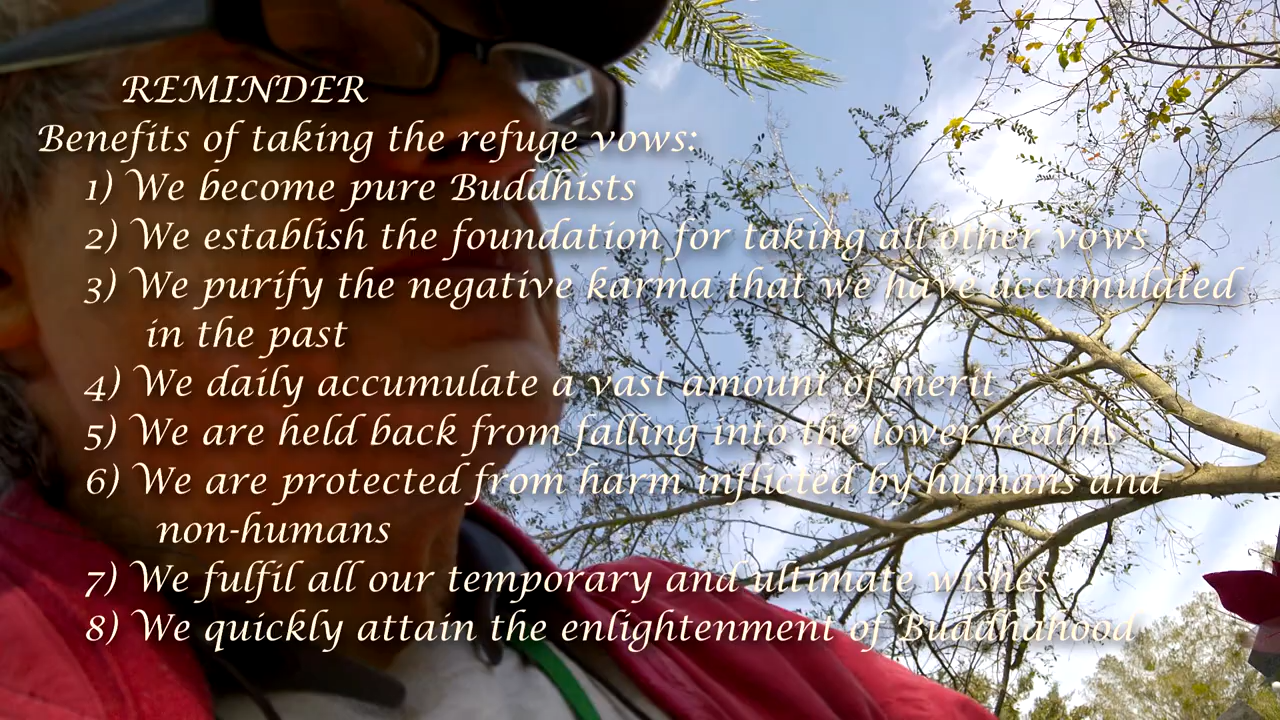 REMINDER
Benefits of taking the refuge vows:
1) We become pure Buddhists
2) We establish the foundation for taking all other vows
3) We purify the negative karma that we have accumulated
in the past
4) We daily accumulate a vast amount of merit
5) We are held back from falling into the lower realms
6) We are protected from harm inflicted by humans and
non-humans
7) We fulfil all our temporary and ultimate wishes
8) We quickly attain the enlightenment of Buddhahood